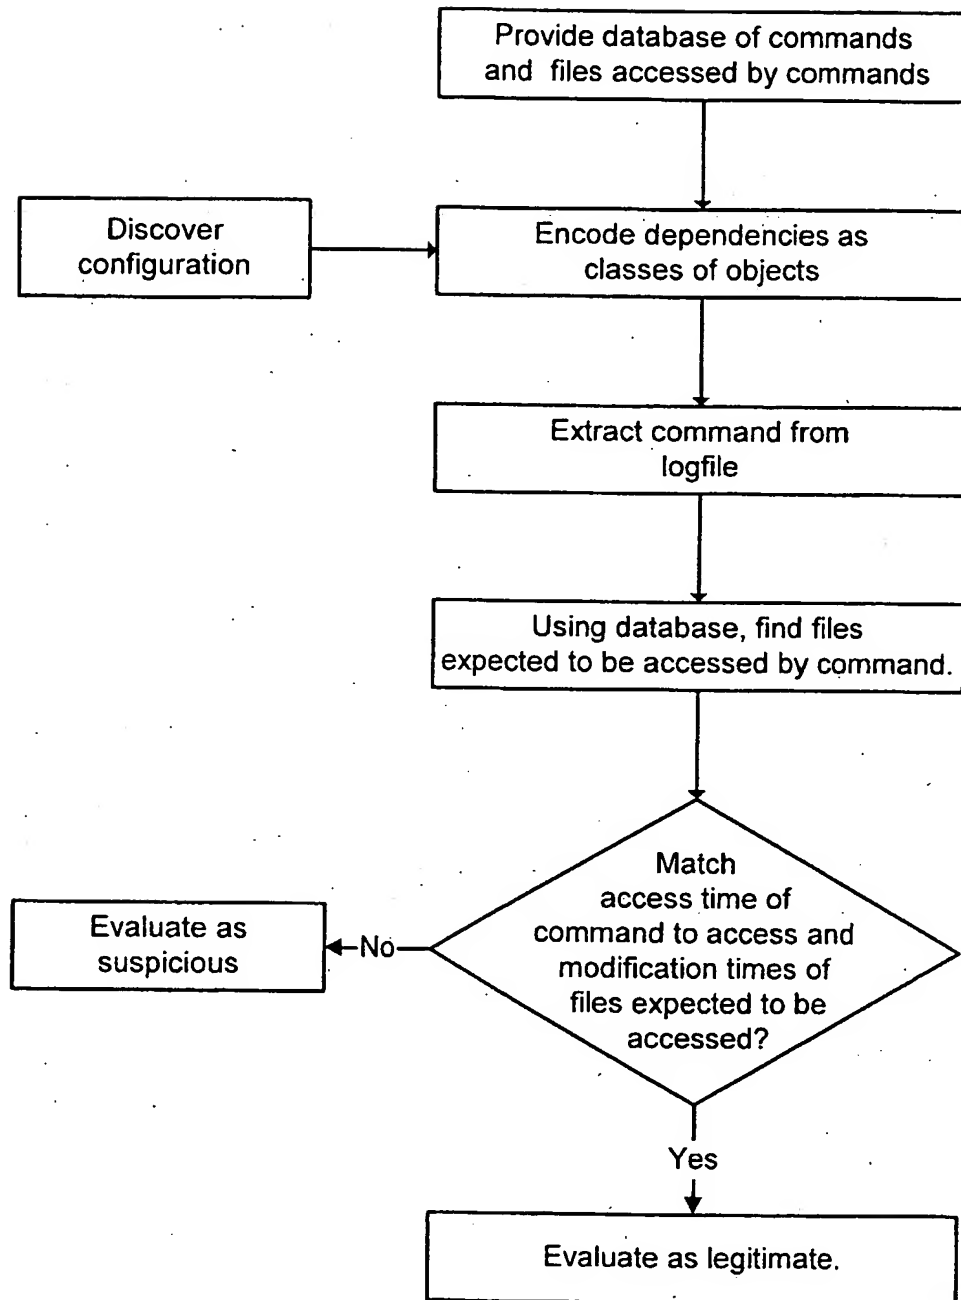 Provide database of commands
and files accessed by commands
Discover
configuration
Encode dependencies as
classes of objects
Extract command from
logfile
Using database, find files
expected to be accessed by command.
Match
access time of
command to access and
modification times of
files expected to be
accessed?
Evaluate as
suspicious
No
Yes
Evaluate as legitimate.